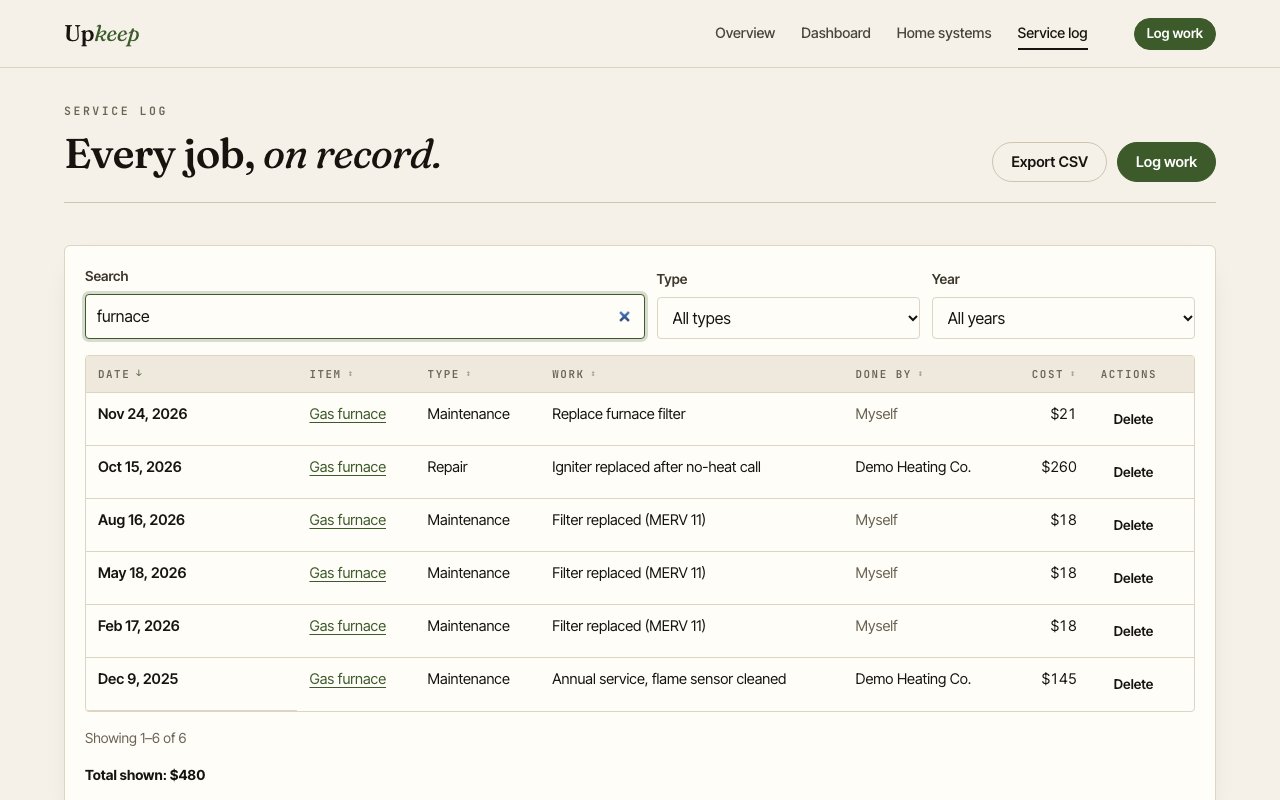 Upkeep Overview Dashboard Home systems Service log Log work
SERVICE LOG
Every job, on record.
Export CSV Log work
Search Type Year
furnace All types All years
DATE ↓ ITEM ↕ TYPE ↕ WORK ↕ DONE BY ↕ COST ↕ ACTIONS
Nov 24, 2026 Gas furnace Maintenance Replace furnace filter Myself $21 Delete
Oct 15, 2026 Gas furnace Repair Igniter replaced after no-heat call Demo Heating Co. $260 Delete
Aug 16, 2026 Gas furnace Maintenance Filter replaced (MERV 11) Myself $18 Delete
May 18, 2026 Gas furnace Maintenance Filter replaced (MERV 11) Myself $18 Delete
Feb 17, 2026 Gas furnace Maintenance Filter replaced (MERV 11) Myself $18 Delete
Dec 9, 2025 Gas furnace Maintenance Annual service, flame sensor cleaned Demo Heating Co. $145 Delete
Showing 1–6 of 6
Total shown: $480